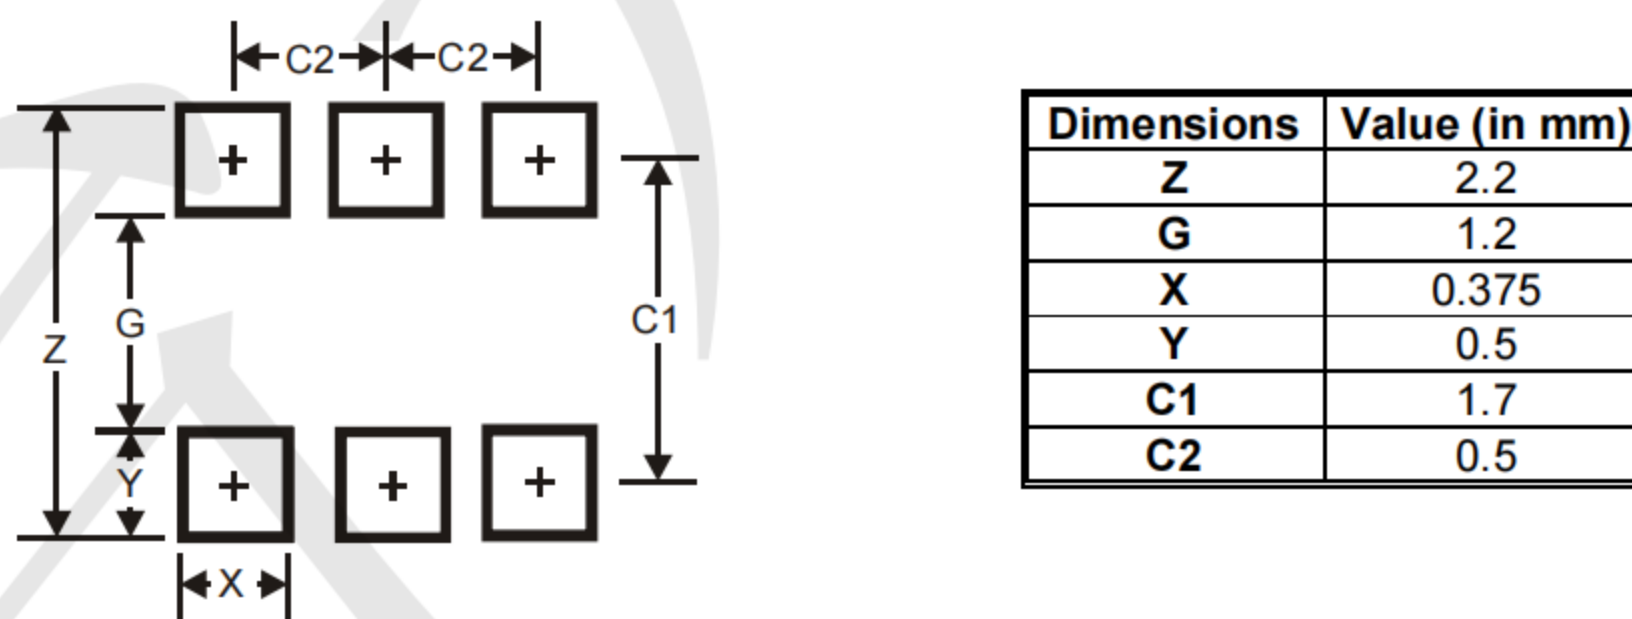 C2 C2
Z
G
C1
Y
X
Dimensions Value (in mm)
Z 2.2
G 1.2
X 0.375
Y 0.5
C1 1.7
C2 0.5